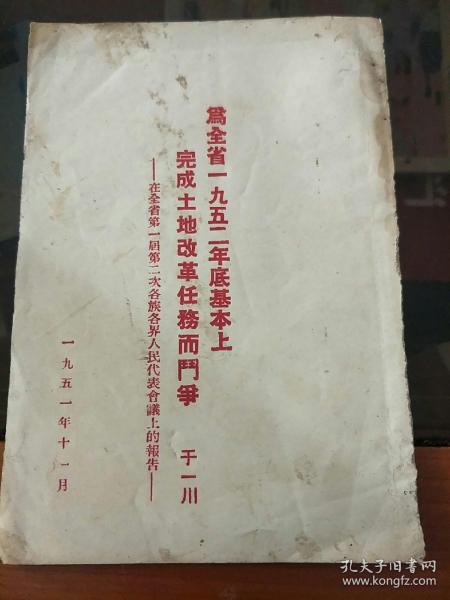 爲全省一九五二年底基本上
完成土地改革任務而鬥爭
——在全省第一屆第二次各族各界人民代表會議上的報告——
于一川
一九五一年十一月
孔夫子旧书网
www.kongfz.com